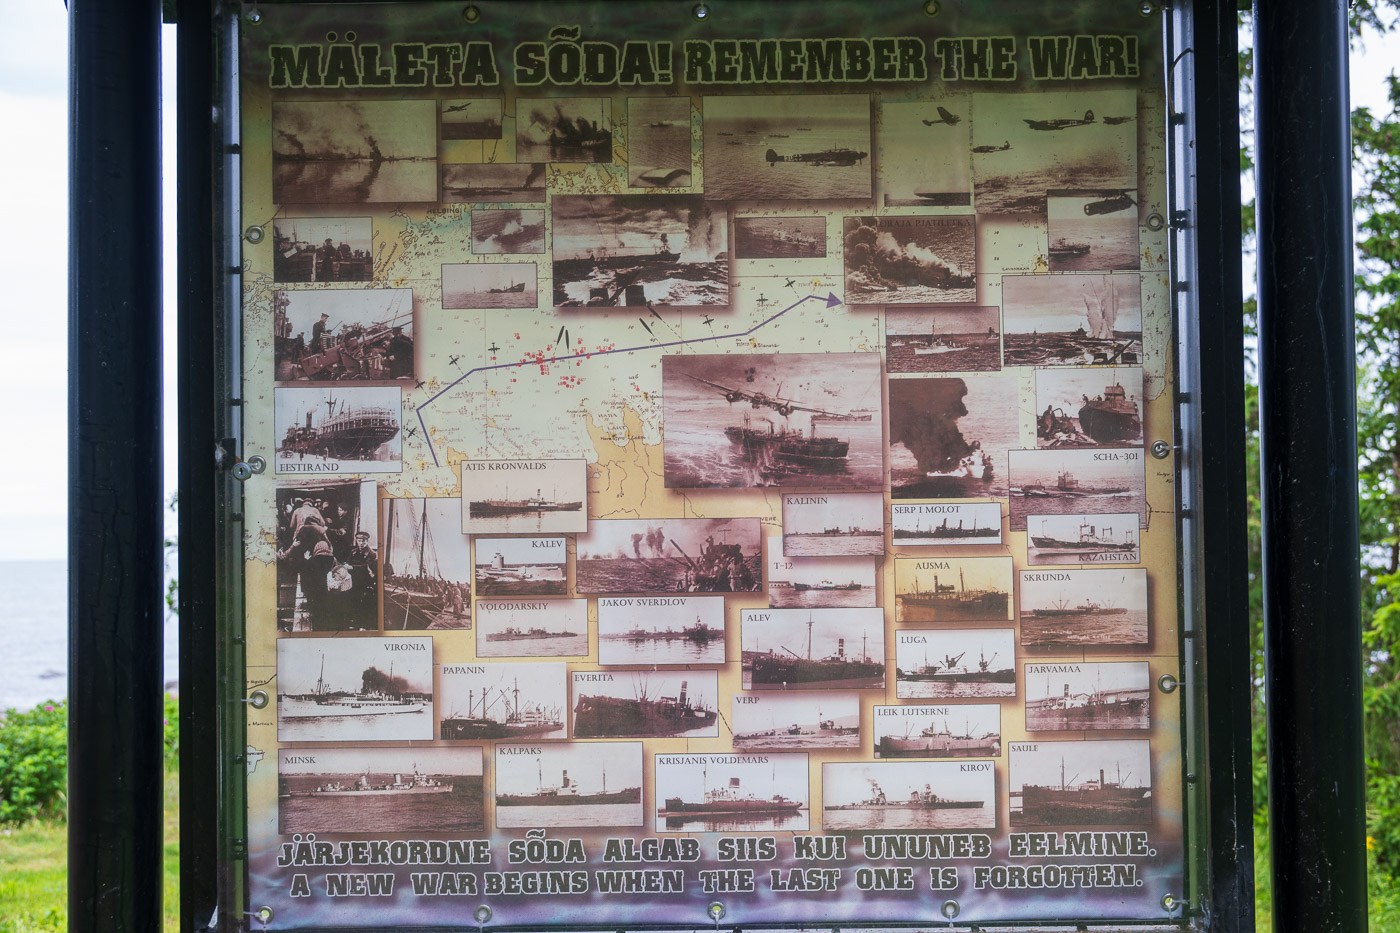 MÄLETA SÕDA! REMEMBER THE WAR!
HELSINGI
EESTIRAND
ATIS KRONVALDS
SCHA-301
KALININ
SERP I MOLOT
KAZAHSTAN
KALEV
T-12
AUSMA
SKRUNDA
VOLODARSKIY
JAKOV SVERDLOV
ALEV
LUGA
VIRONIA
PAPANIN
EVERITA
JARVAMAA
VERP
LEIK LUTSERNE
MINSK
KALPAKS
KRISJANIS VOLDEMARS
KIROV
SAULE
JÄRJEKORDNE SÕDA ALGAB SIIS KUI UNUNEB EELMINE.
A NEW WAR BEGINS WHEN THE LAST ONE IS FORGOTTEN.